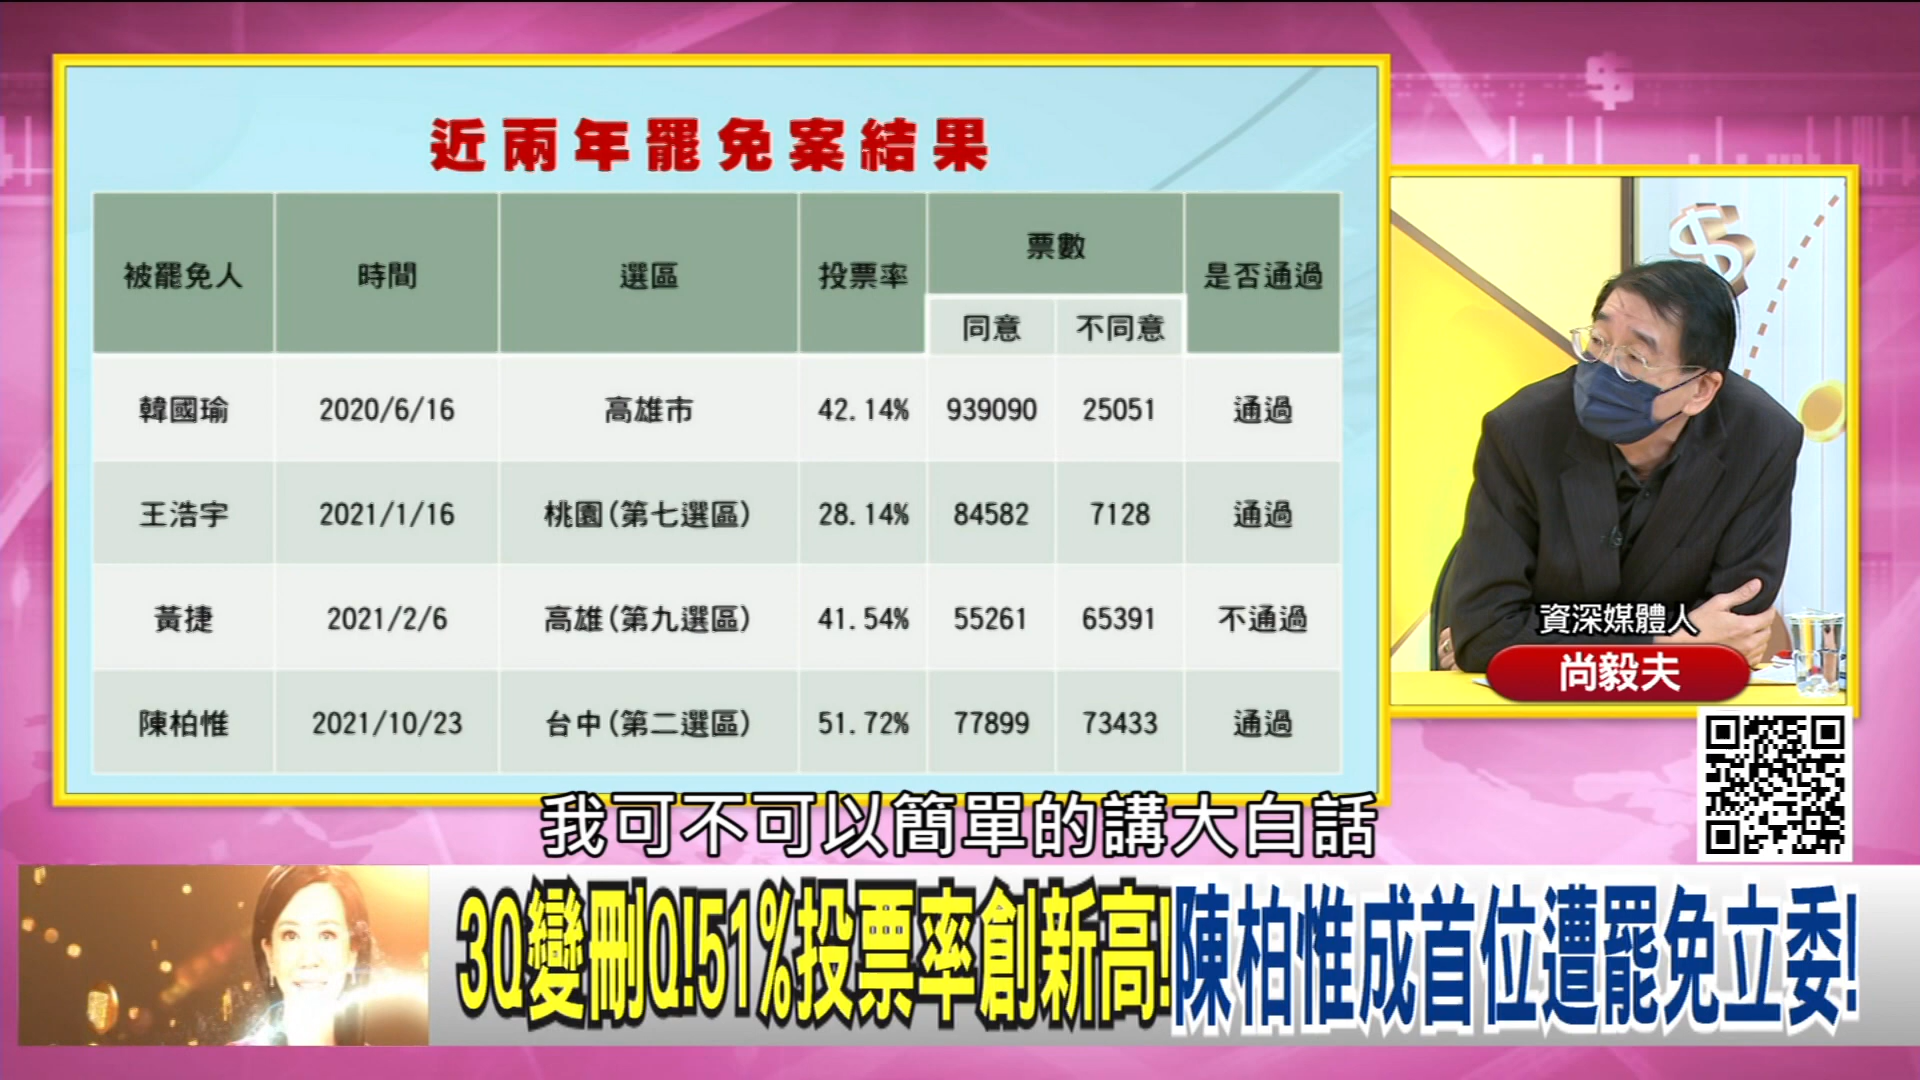 近兩年罷免案結果
被罷免人 時間 選區 投票率 票數 是否通過
同意 不同意
韓國瑜 2020/6/16 高雄市 42.14% 939090 25051 通過
王浩宇 2021/1/16 桃園(第七選區) 28.14% 84582 7128 通過
黃捷 2021/2/6 高雄(第九選區) 41.54% 55261 65391 不通過
陳柏惟 2021/10/23 台中(第二選區) 51.72% 77899 73433 通過
資深媒體人
尚毅夫
我可不可以簡單的講大白話
3Q變刪Q!51%投票率創新高!陳柏惟成首位遭罷免立委!